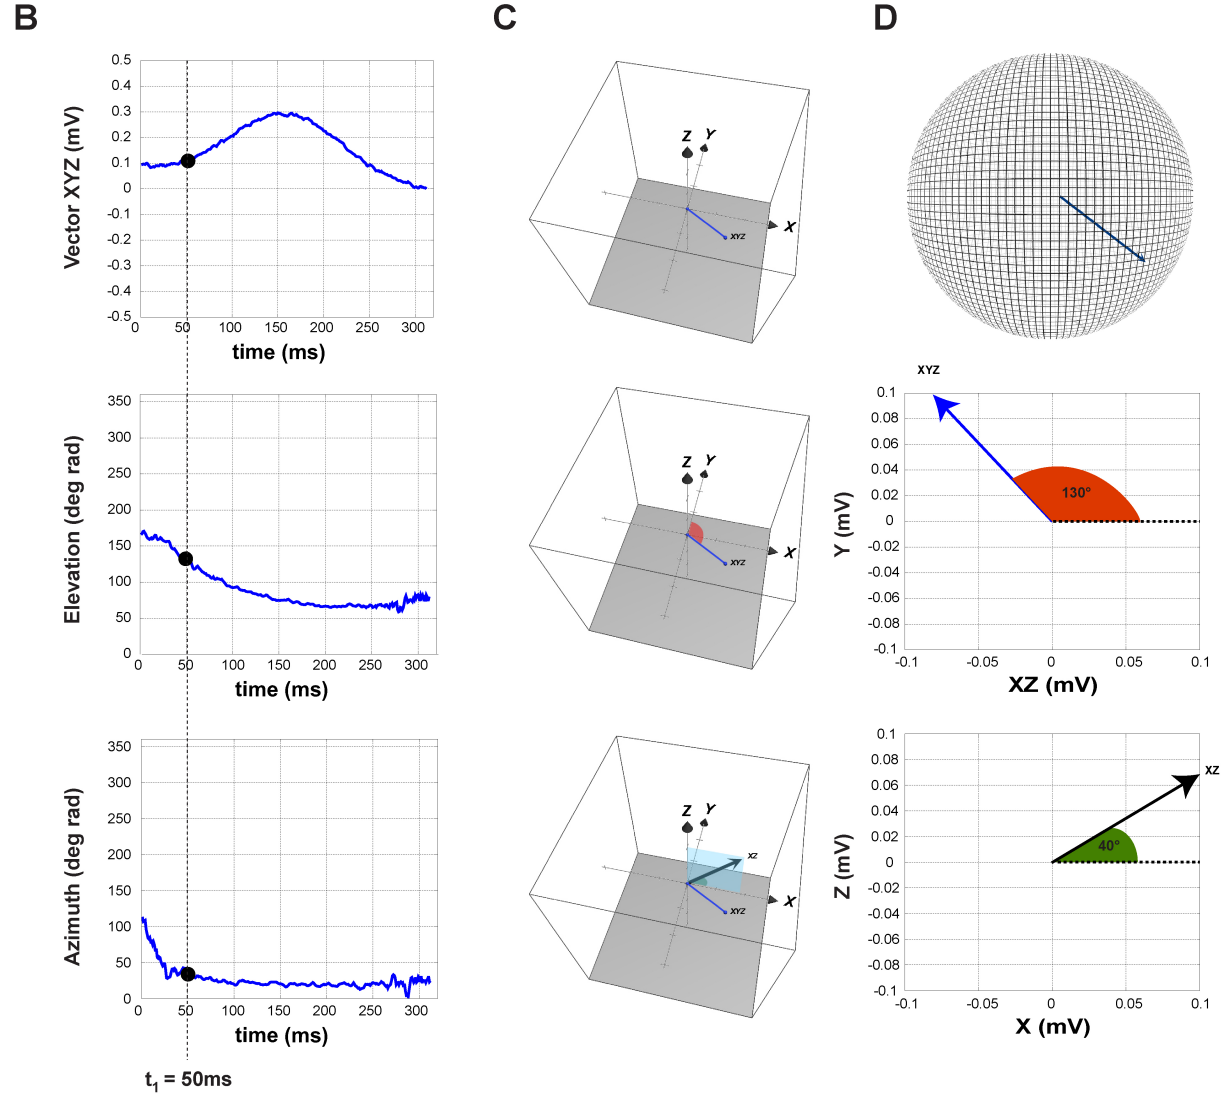 B
C
D
Vector XYZ (mV)
0.5
0.4
0.3
0.2
0.1
0
-0.1
-0.2
-0.3
-0.4
-0.5
0 50 100 150 200 250 300
time (ms)
Z Y
X
XYZ
Elevation (deg rad)
350
300
250
200
150
100
50
0
0 50 100 150 200 250 300
time (ms)
Z Y
X
XYZ
XYZ
Y (mV)
0.1
0.08
0.06
0.04
0.02
0
-0.02
-0.04
-0.06
-0.08
-0.1
130°
-0.1 -0.05 0 0.05 0.1
XZ (mV)
Azimuth (deg rad)
350
300
250
200
150
100
50
0
0 50 100 150 200 250 300
time (ms)
t1 = 50ms
Z Y
XZ
X
XYZ
Z (mV)
0.1
0.08
0.06
0.04
0.02
0
-0.02
-0.04
-0.06
-0.08
-0.1
XZ
40°
-0.1 -0.05 0 0.05 0.1
X (mV)